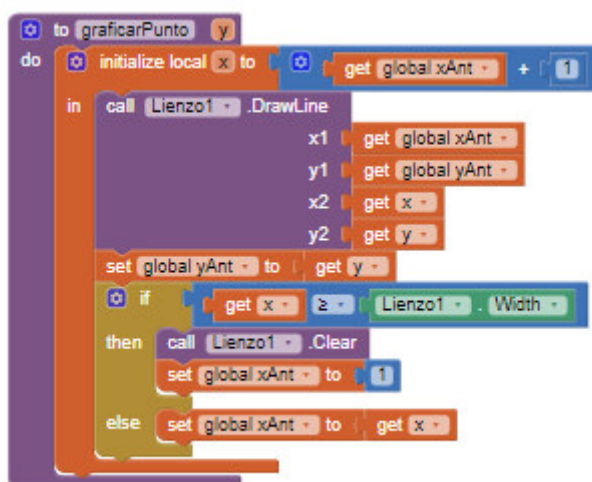 to graficarPunto y
do initialize local x to get global xAnt + 1
in call Lienzo1 .DrawLine
x1 get global xAnt
y1 get global yAnt
x2 get x
y2 get y
set global yAnt to get y
if get x ≥ Lienzo1 . Width
then call Lienzo1 .Clear
set global xAnt to 1
else set global xAnt to get x